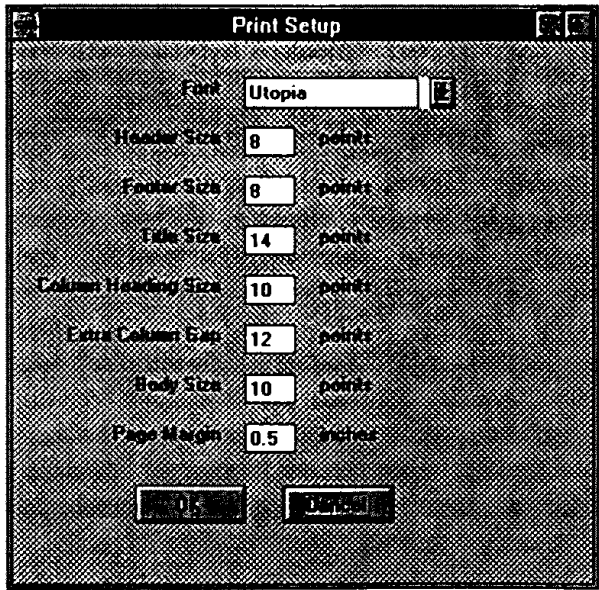 Print Setup
Font Utopia
Header Size 8 points
Footer Size 8 points
Title Size 14 points
Column Heading Size 10 points
Extra Column Gap 12 points
Body Size 10 points
Page Margin 0.5 inches
OK Cancel